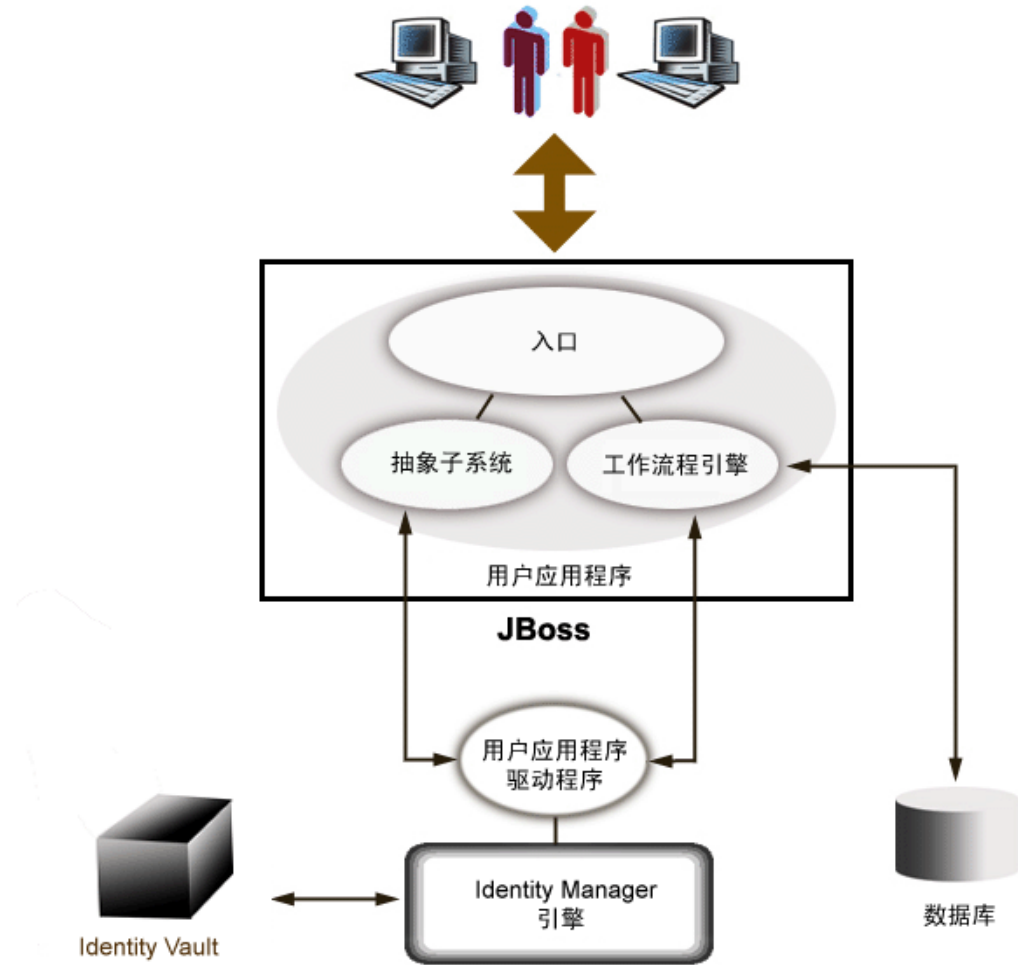 入口
抽象子系统
工作流程引擎
用户应用程序
JBoss
用户应用程序
驱动程序
Identity Manager
引擎
Identity Vault
数据库